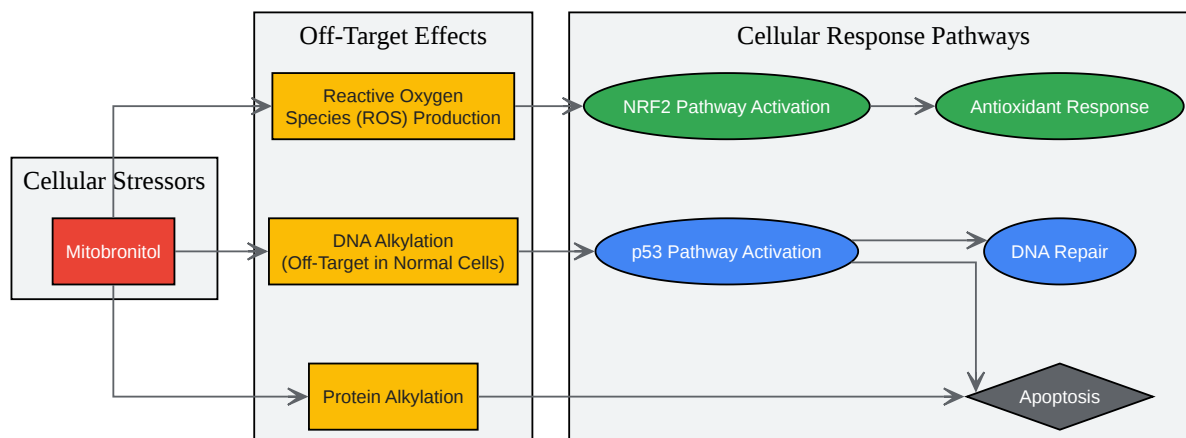 Off-Target Effects
Cellular Response Pathways
Reactive Oxygen
Species (ROS) Production
NRF2 Pathway Activation
Antioxidant Response
Cellular Stressors
Mitobronitol
DNA Alkylation
(Off-Target in Normal Cells)
p53 Pathway Activation
DNA Repair
Protein Alkylation
Apoptosis